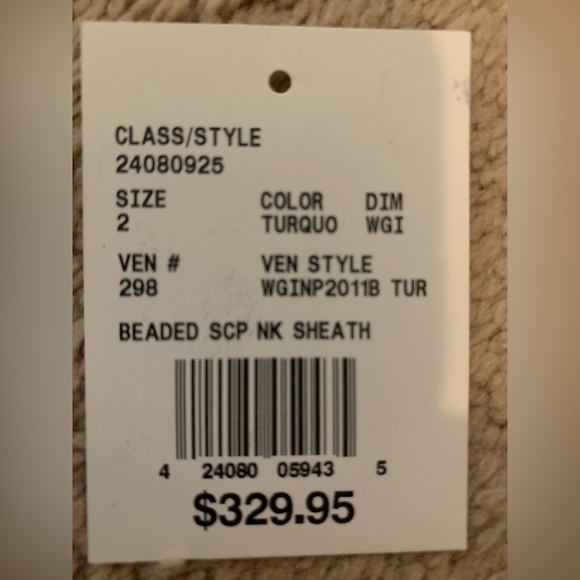 CLASS/STYLE
24080925
SIZE COLOR DIM
2 TURQUO WGI
VEN # VEN STYLE
298 WGINP2011B TUR
BEADED SCP NK SHEATH
4 24080 05943 5
$329.95